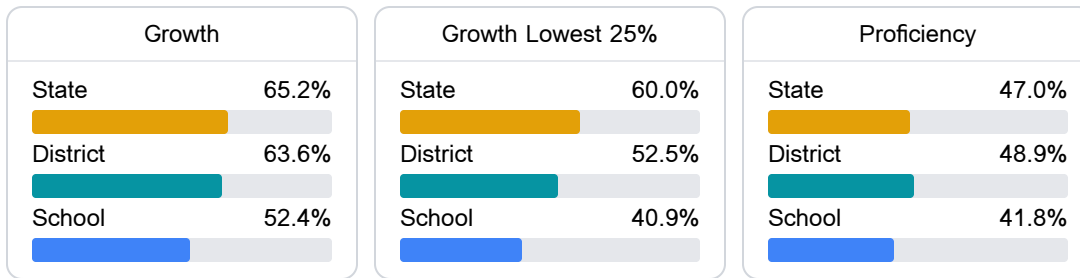 Growth
State 65.2%
District 63.6%
School 52.4%
Growth Lowest 25%
State 60.0%
District 52.5%
School 40.9%
Proficiency
State 47.0%
District 48.9%
School 41.8%